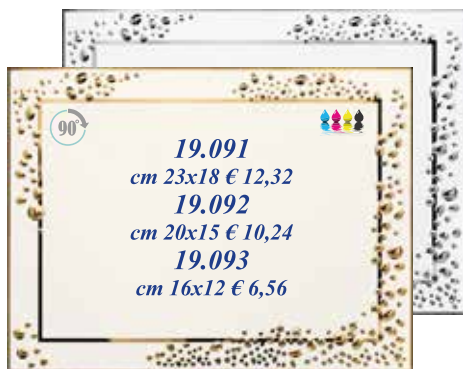 90°
19.091
cm 23x18 € 12,32
19.092
cm 20x15 € 10,24
19.093
cm 16x12 € 6,56